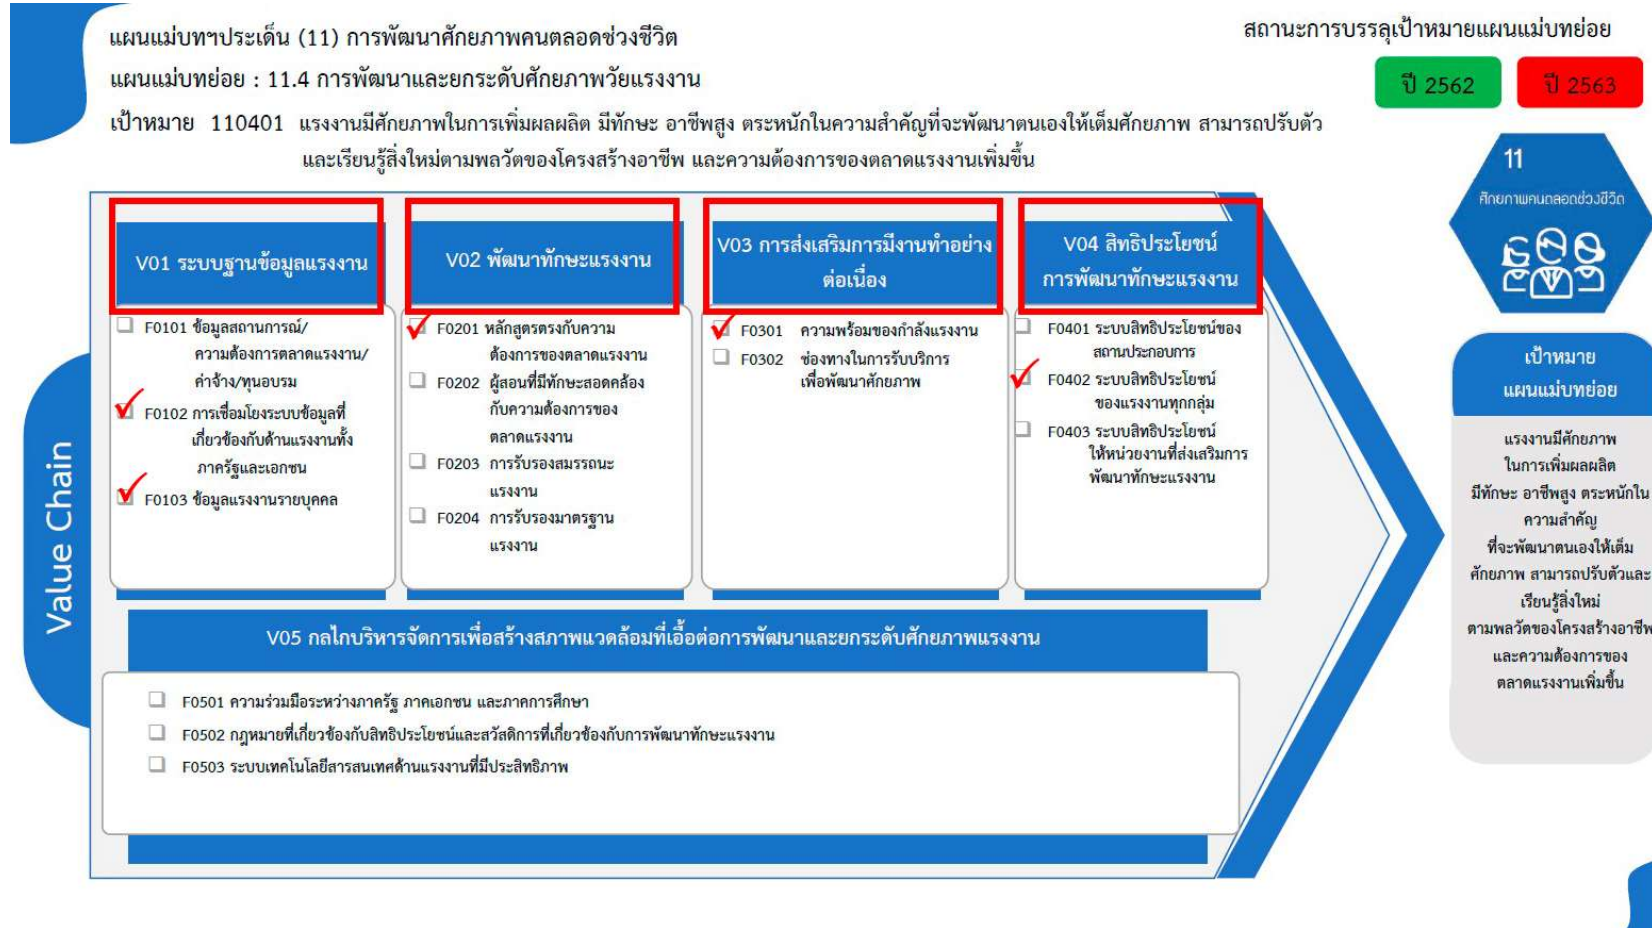 แผนแม่บทฯประเด็น (11) การพัฒนาศักยภาพคนตลอดช่วงชีวิต
แผนแม่บทย่อย : 11.4 การพัฒนาและยกระดับศักยภาพวัยแรงงาน
เป้าหมาย 110401 แรงงานมีศักยภาพในการเพิ่มผลผลิต มีทักษะ อาชีพสูง ตระหนักในความสำคัญที่จะพัฒนาตนเองให้เต็มศักยภาพ สามารถปรับตัว
และเรียนรู้สิ่งใหม่ตามพลวัตของโครงสร้างอาชีพ และความต้องการของตลาดแรงงานเพิ่มขึ้น
สถานะการบรรลุเป้าหมายแผนแม่บทย่อย
ปี 2562
ปี 2563
Value Chain
V01 ระบบฐานข้อมูลแรงงาน
F0101 ข้อมูลสถานการณ์/
ความต้องการตลาดแรงงาน/
ค่าจ้าง/ทุนอบรม
F0102 การเชื่อมโยงระบบข้อมูลที่
เกี่ยวข้องกับด้านแรงงานทั้ง
ภาครัฐและเอกชน
F0103 ข้อมูลแรงงานรายบุคคล
V02 พัฒนาทักษะแรงงาน
F0201 หลักสูตรตรงกับความ
ต้องการของตลาดแรงงาน
F0202 ผู้สอนที่มีทักษะสอดคล้อง
กับความต้องการของ
ตลาดแรงงาน
F0203 การรับรองสมรรถนะ
แรงงาน
F0204 การรับรองมาตรฐาน
แรงงาน
V03 การส่งเสริมการมีงานทำอย่าง
ต่อเนื่อง
F0301 ความพร้อมของกำลังแรงงาน
F0302 ช่องทางในการรับบริการ
เพื่อพัฒนาศักยภาพ
V04 สิทธิประโยชน์
การพัฒนาทักษะแรงงาน
F0401 ระบบสิทธิประโยชน์ของ
สถานประกอบการ
F0402 ระบบสิทธิประโยชน์
ของแรงงานทุกกลุ่ม
F0403 ระบบสิทธิประโยชน์
ให้หน่วยงานที่ส่งเสริมการ
พัฒนาทักษะแรงงาน
V05 กลไกบริหารจัดการเพื่อสร้างสภาพแวดล้อมที่เอื้อต่อการพัฒนาและยกระดับศักยภาพแรงงาน
F0501 ความร่วมมือระหว่างภาครัฐ ภาคเอกชน และภาคการศึกษา
F0502 กฎหมายที่เกี่ยวข้องกับสิทธิประโยชน์และสวัสดิการที่เกี่ยวข้องกับการพัฒนาทักษะแรงงาน
F0503 ระบบเทคโนโลยีสารสนเทศด้านแรงงานที่มีประสิทธิภาพ
11
ศักยภาพคนตลอดช่วงชีวิต
เป้าหมาย
แผนแม่บทย่อย
แรงงานมีศักยภาพ
ในการเพิ่มผลผลิต
มีทักษะ อาชีพสูง ตระหนักใน
ความสำคัญ
ที่จะพัฒนาตนเองให้เต็ม
ศักยภาพ สามารถปรับตัวและ
เรียนรู้สิ่งใหม่
ตามพลวัตของโครงสร้างอาชีพ
และความต้องการของ
ตลาดแรงงานเพิ่มขึ้น